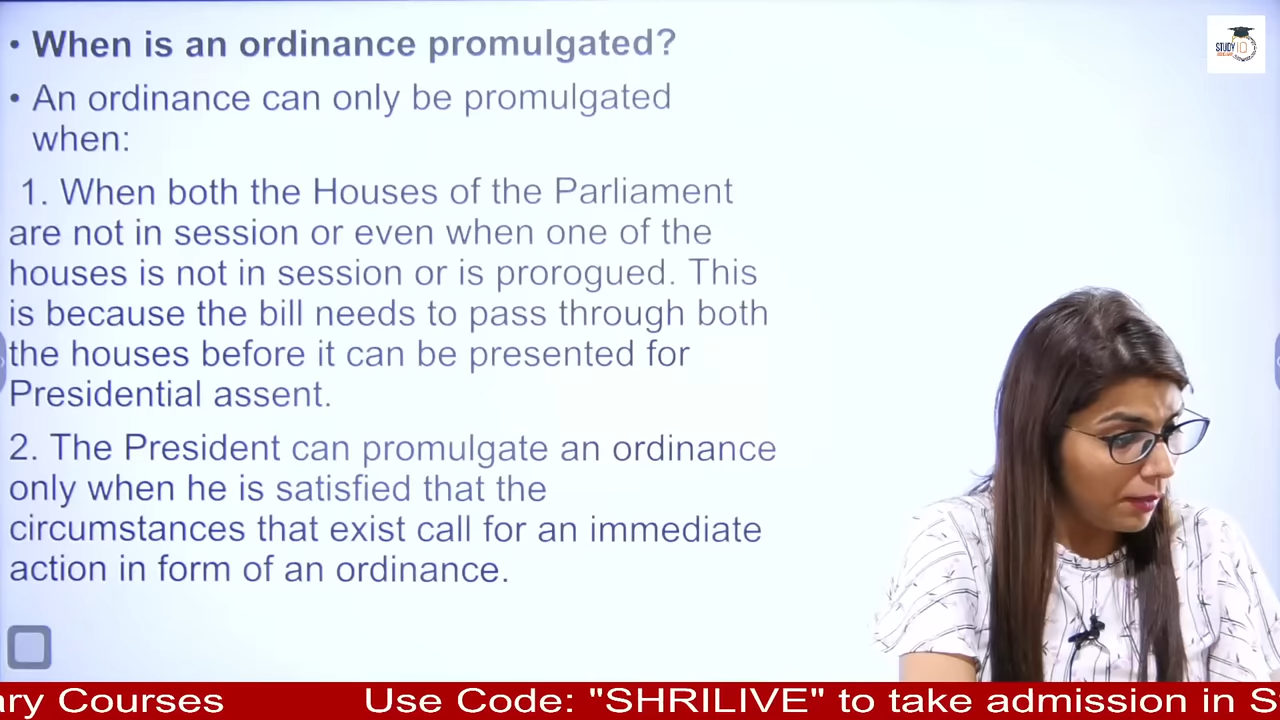 • When is an ordinance promulgated?
• An ordinance can only be promulgated
when:
1. When both the Houses of the Parliament
are not in session or even when one of the
houses is not in session or is prorogued. This
is because the bill needs to pass through both
the houses before it can be presented for
Presidential assent.
2. The President can promulgate an ordinance
only when he is satisfied that the
circumstances that exist call for an immediate
action in form of an ordinance.
STUDY IQ
ary Courses Use Code: "SHRILIVE" to take admission in S